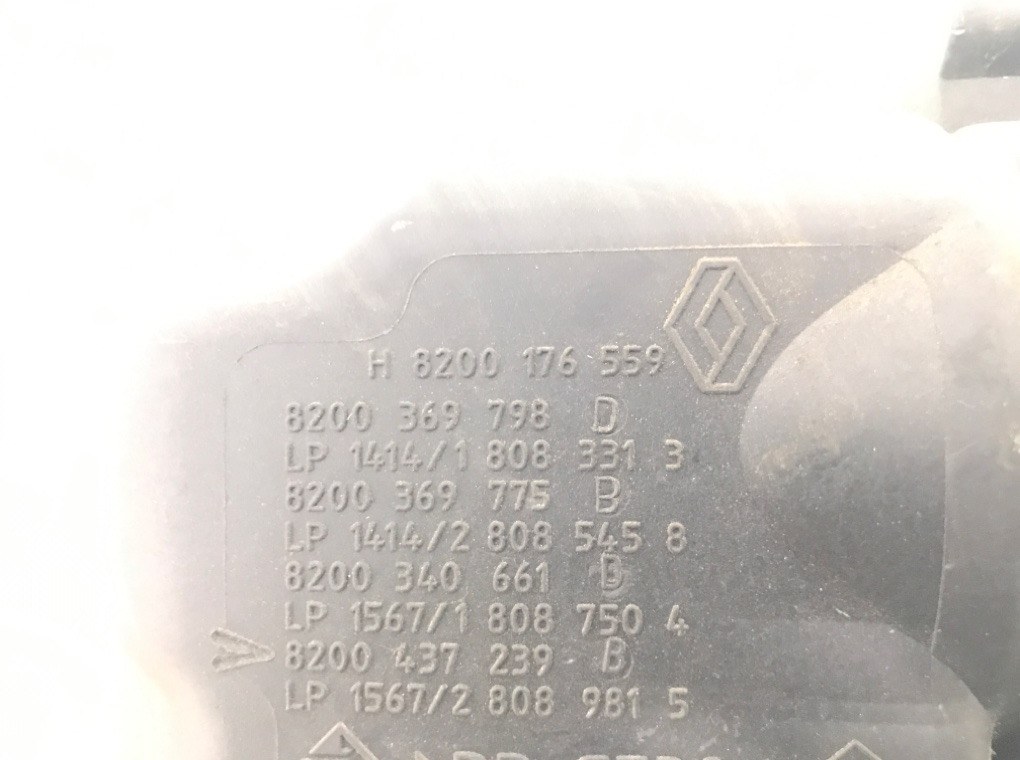 H 8200 176 559
8200 369 798 D
LP 1414/1 808 331 3
8200 369 775 B
LP 1414/2 808 545 8
8200 340 661 D
LP 1567/1 808 750 4
8200 437 239 B
LP 1567/2 808 981 5